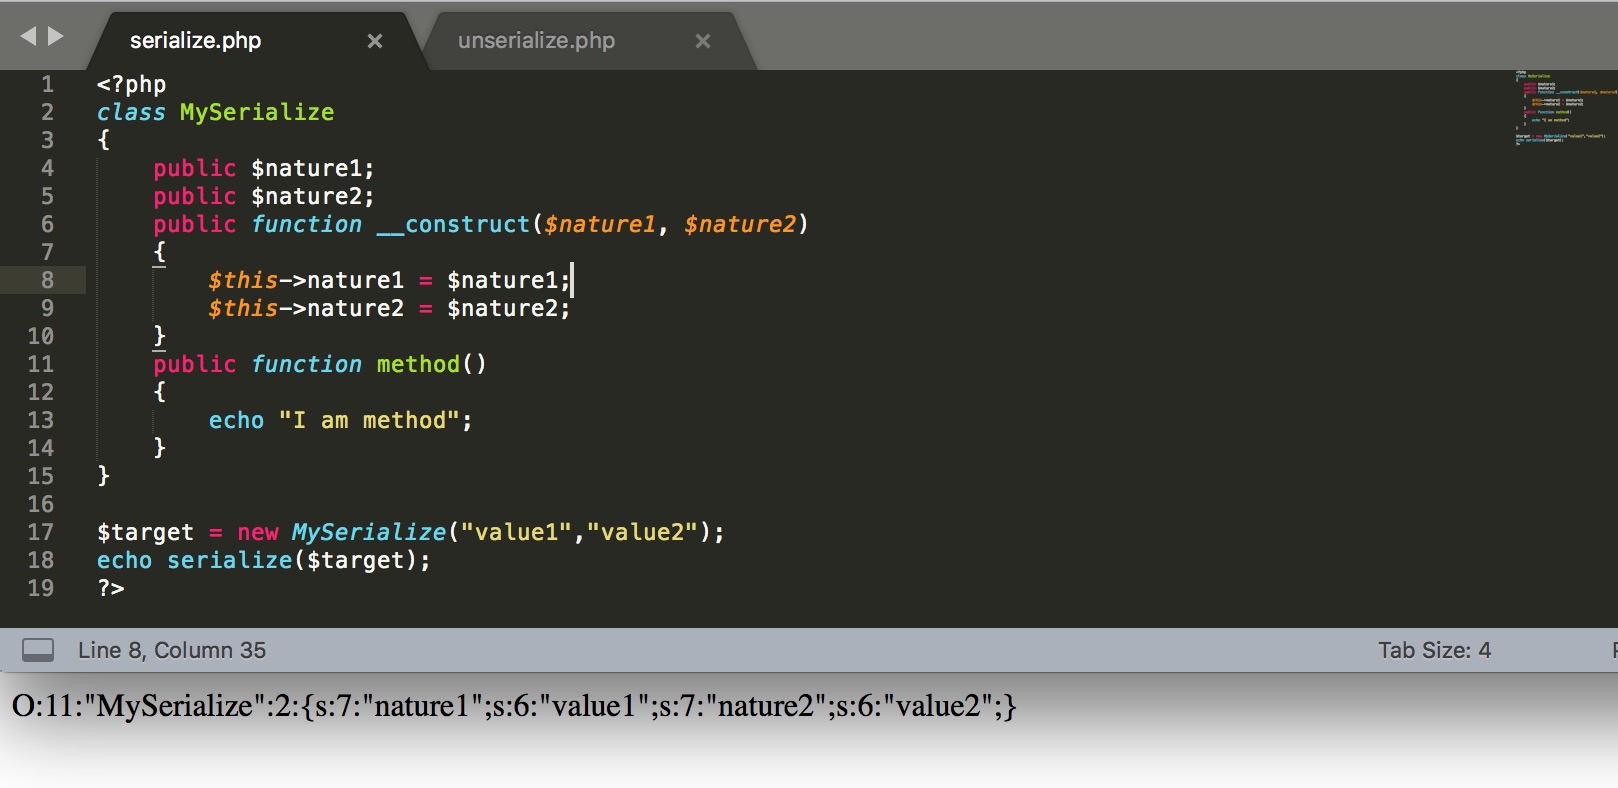 serialize.php × unserialize.php ×
1 <?php
2 class MySerialize
3 {
4     public $nature1;
5     public $nature2;
6     public function __construct($nature1, $nature2)
7     {
8         $this->nature1 = $nature1;
9         $this->nature2 = $nature2;
10     }
11     public function method()
12     {
13         echo "I am method";
14     }
15 }
16
17 $target = new MySerialize("value1","value2");
18 echo serialize($target);
19 ?>
Line 8, Column 35 Tab Size: 4
O:11:"MySerialize":2:{s:7:"nature1";s:6:"value1";s:7:"nature2";s:6:"value2";}